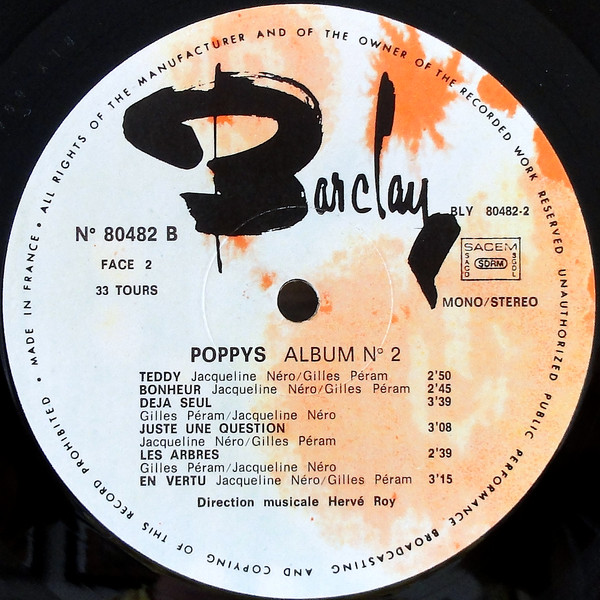 MADE IN FRANCE • ALL RIGHTS OF THE MANUFACTURER AND OF THE OWNER OF THE RECORDED WORK RESERVED UNAUTHORIZED PUBLIC PERFORMANCE BROADCASTING AND COPYING OF THIS RECORD PROHIBITED •
Barclay
BLY 80482-2
N° 80482 B
FACE 2
33 TOURS
SACEM
SACD SDRM SGDL
MONO/STEREO
POPPYS ALBUM N° 2
TEDDY Jacqueline Néro/Gilles Péram 2'50
BONHEUR Jacqueline Néro/Gilles Péram 2'45
DEJA SEUL 3'39
Gilles Péram/Jacqueline Néro
JUSTE UNE QUESTION 3'08
Jacqueline Néro/Gilles Péram
LES ARBRES 2'39
Gilles Péram/Jacqueline Néro
EN VERTU Jacqueline Néro/Gilles Péram 3'15
Direction musicale Hervé Roy